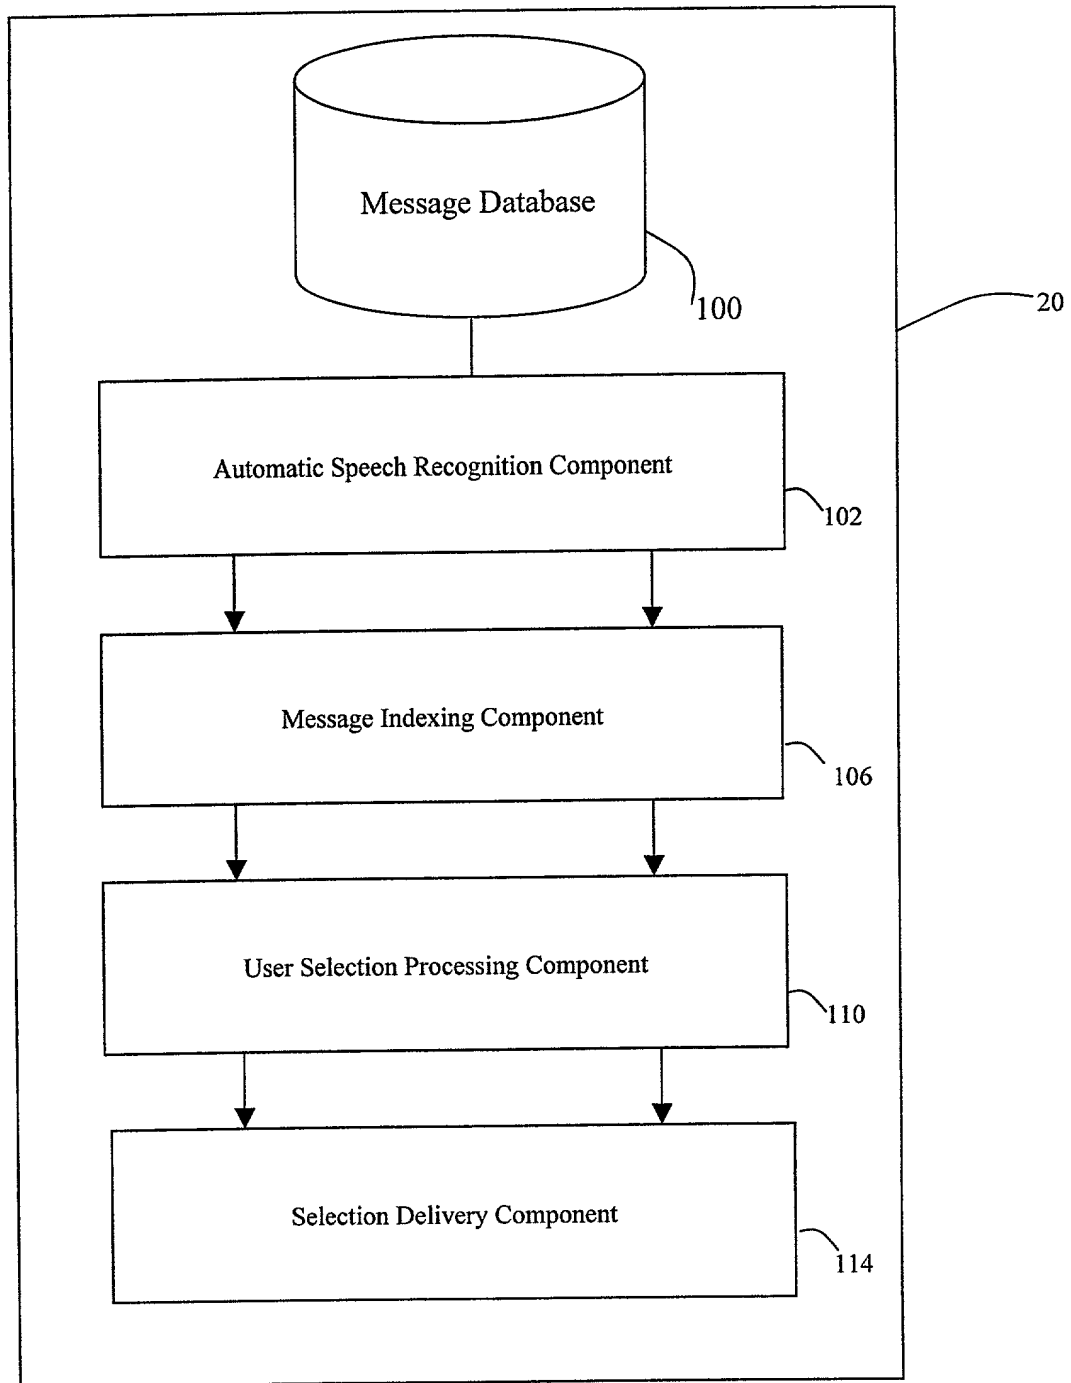 Message Database
100
20
Automatic Speech Recognition Component
102
Message Indexing Component
106
User Selection Processing Component
110
Selection Delivery Component
114